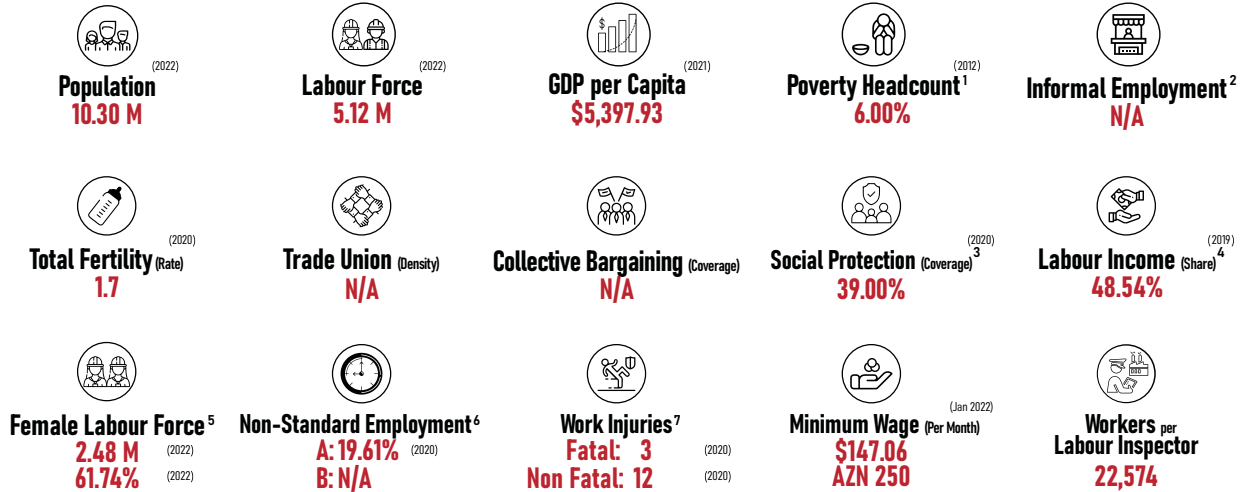 (2022)
Population
10.30 M
(2022)
Labour Force
5.12 M
(2021)
GDP per Capita
$5,397.93
(2012)
Poverty Headcount 1
6.00%
Informal Employment 2
N/A
(2020)
Total Fertility (Rate)
1.7
Trade Union (Density)
N/A
Collective Bargaining (Coverage)
N/A
(2020)
Social Protection (Coverage) 3
39.00%
(2019)
Labour Income (Share) 4
48.54%
Female Labour Force 5
2.48 M (2022)
61.74% (2022)
Non-Standard Employment 6
A: 19.61% (2020)
B: N/A
Work Injuries 7
Fatal: 3 (2020)
Non Fatal: 12 (2020)
(Jan 2022)
Minimum Wage (Per Month)
$147.06
AZN 250
Workers per
Labour Inspector
22,574
$